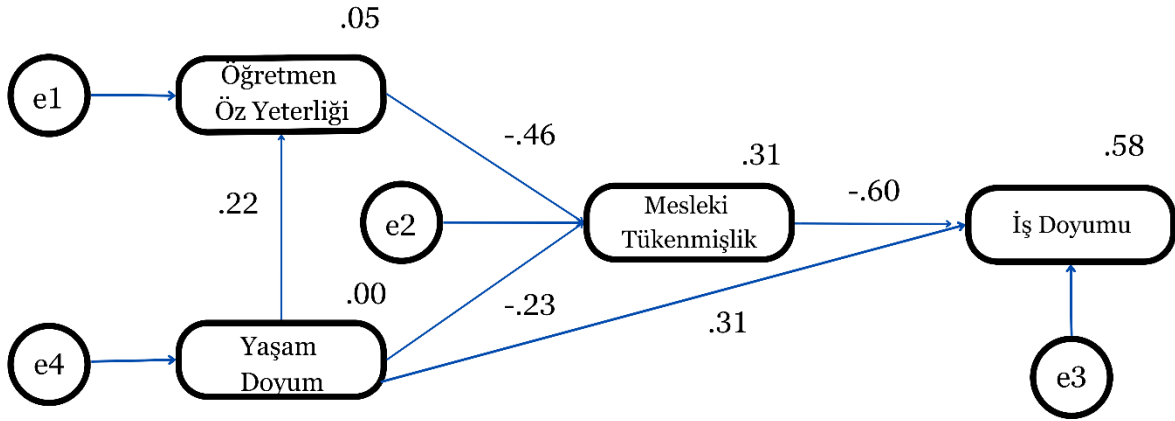 .05
Öğretmen
Öz Yeterliği
e1
-.46
.31
.58
.22
e2
Mesleki
Tükenmişlik
-.60
İş Doyumu
.00
-.23
.31
e4
Yaşam
Doyum
e3